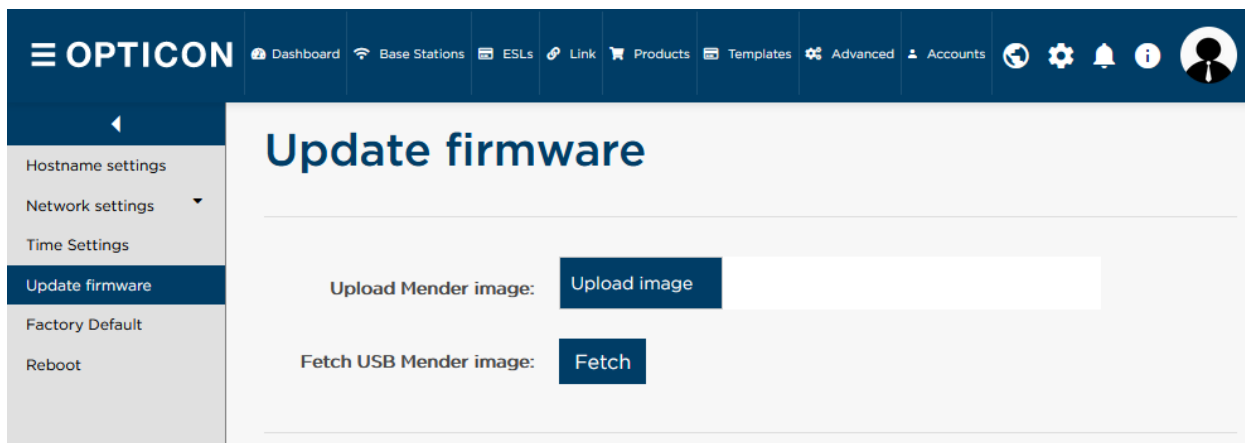 OPTICON Dashboard Base Stations ESLs Link Products Templates Advanced Accounts
Hostname settings
Network settings
Time Settings
Update firmware
Factory Default
Reboot
Update firmware
Upload Mender image: Upload image
Fetch USB Mender image: Fetch